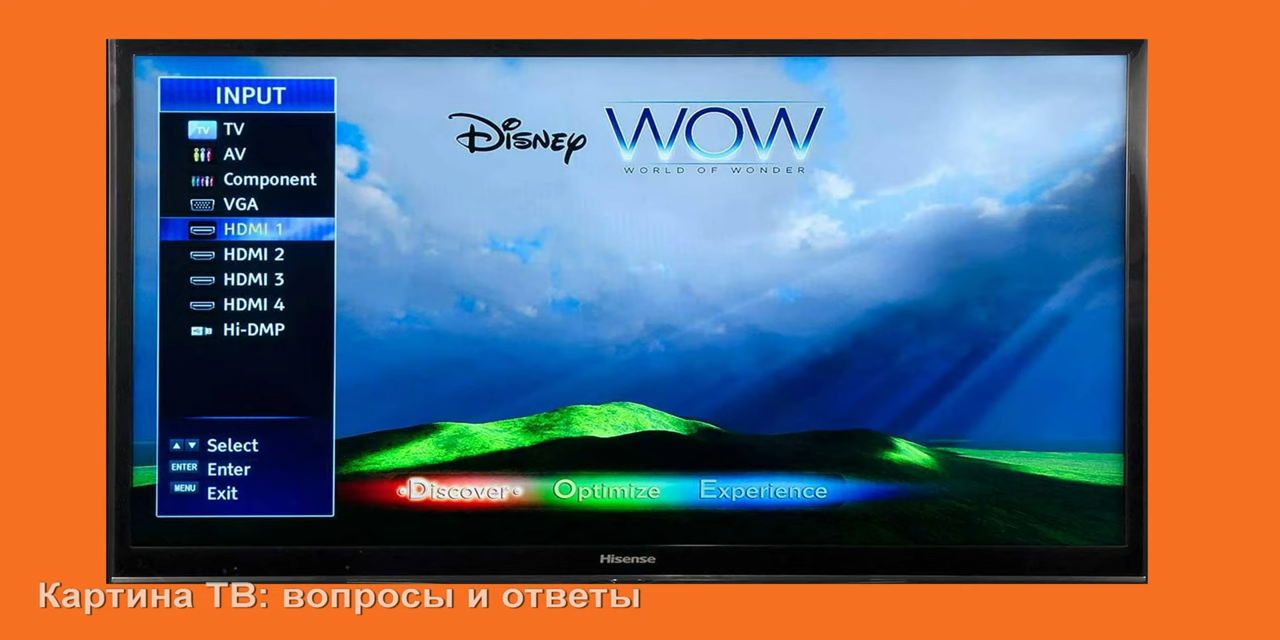 INPUT
TV TV
AV
Component
VGA
HDMI 1
HDMI 2
HDMI 3
HDMI 4
Hi-DMP
Select
ENTER Enter
MENU Exit
Disney WOW
WORLD OF WONDER
Discover Optimize Experience
Hisense
Картина ТВ: вопросы и ответы